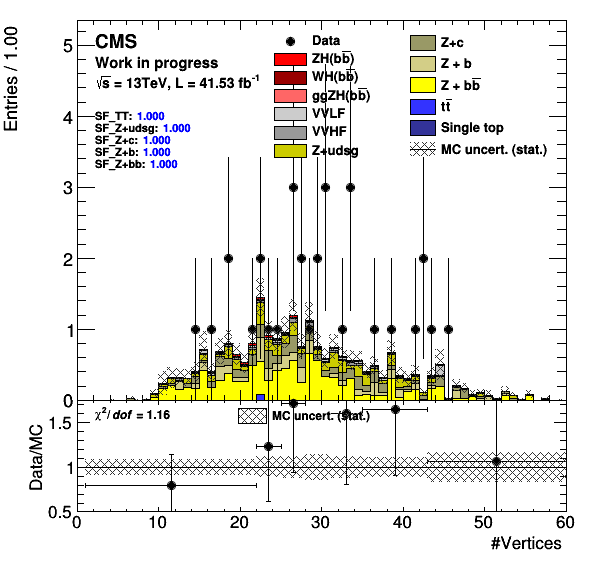 Entries / 1.00
5
4
3
2
1
0
CMS
Work in progress
√s = 13TeV, L = 41.53 fb⁻¹
SF_TT: 1.000
SF_Z+udsg: 1.000
SF_Z+c: 1.000
SF_Z+b: 1.000
SF_Z+bb: 1.000
Data
ZH(bb̅)
WH(bb̅)
ggZH(bb̅)
VVLF
VVHF
Z+udsg
Z+c
Z + b
Z + bb̅
tt̅
Single top
MC uncert. (stat.)
Data/MC
1.5
1
0.5
χ²/ dof = 1.16
MC uncert. (stat.)
0 10 20 30 40 50 60
#Vertices